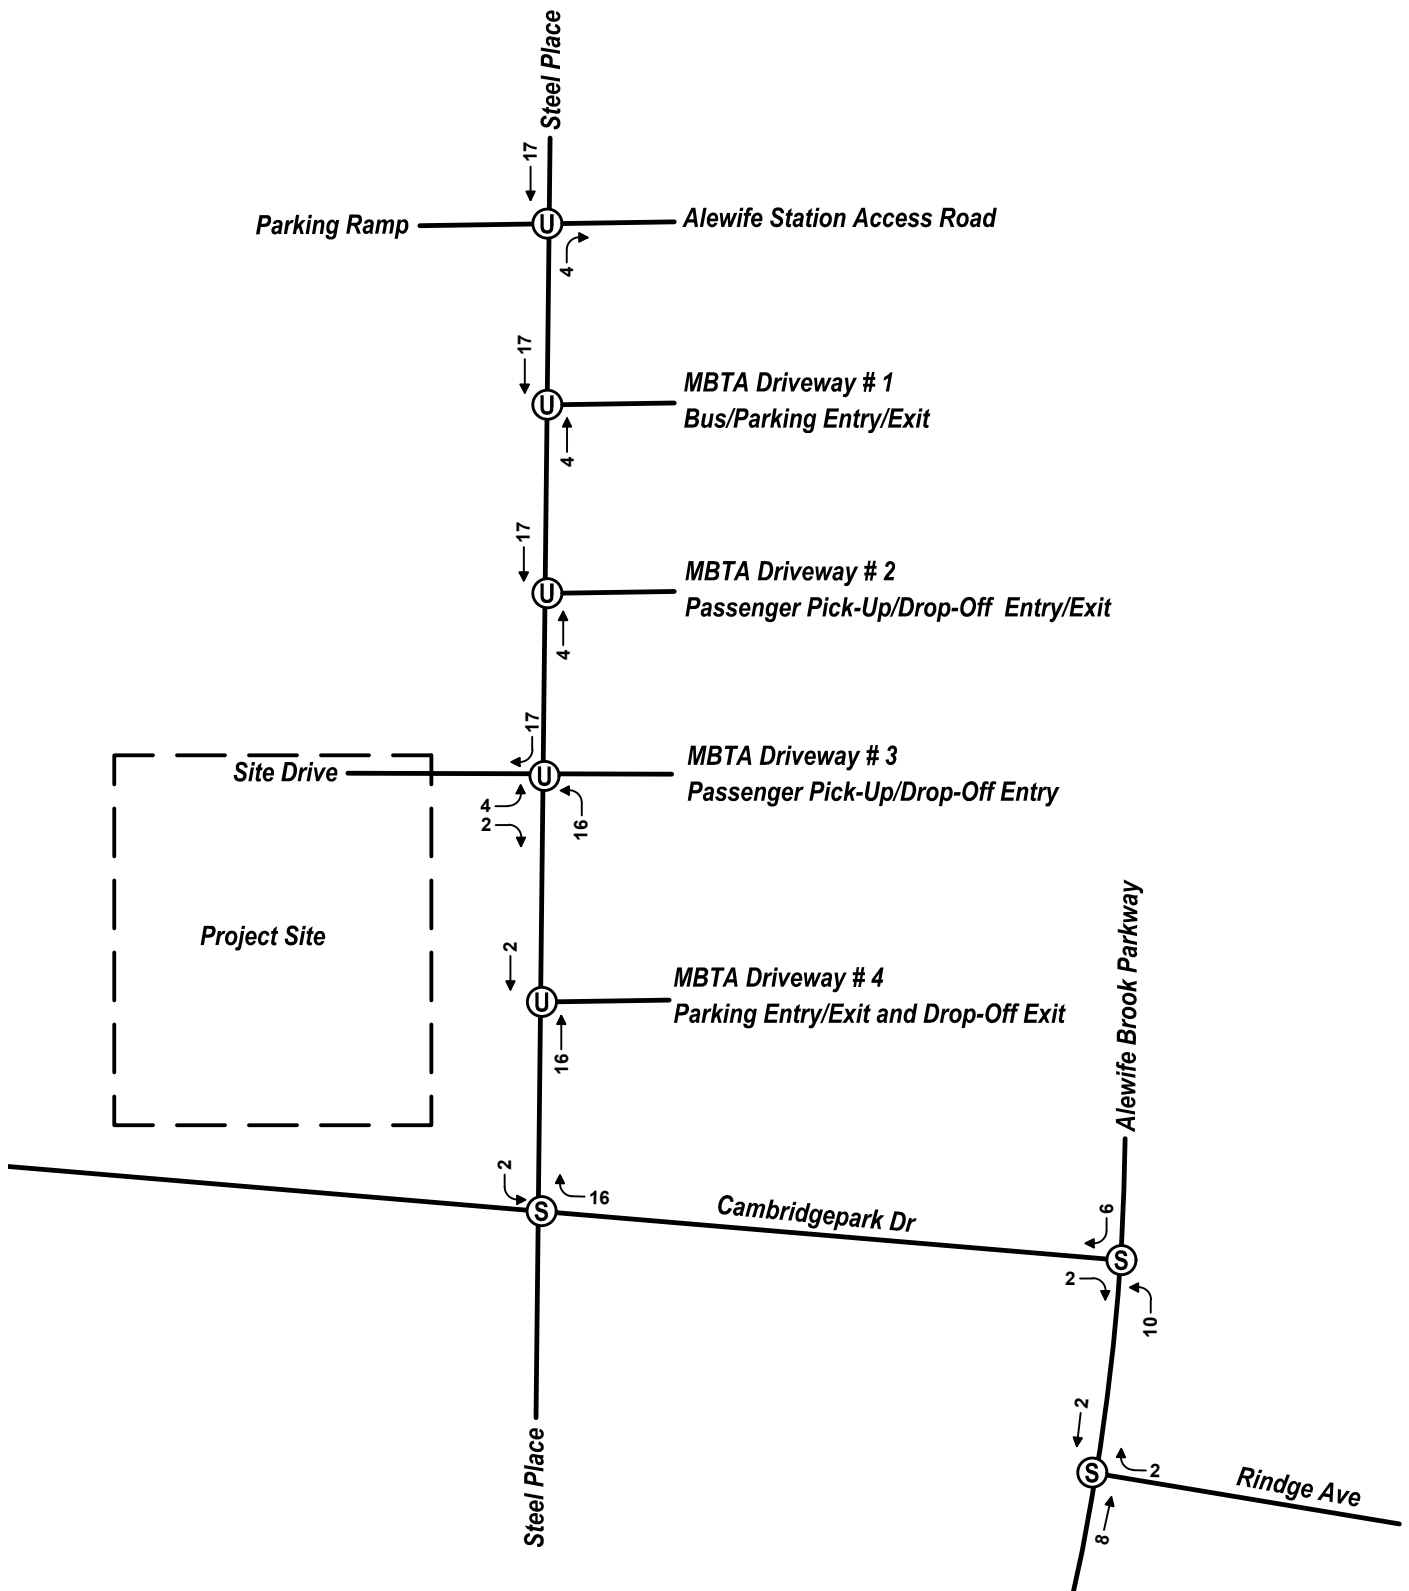 Steel Place
17
Parking Ramp
U
Alewife Station Access Road
4
17
MBTA Driveway # 1
U
Bus/Parking Entry/Exit
4
17
MBTA Driveway # 2
U
Passenger Pick-Up/Drop-Off Entry/Exit
4
17
MBTA Driveway # 3
Site Drive
U
Passenger Pick-Up/Drop-Off Entry
4
2
16
Project Site
2
MBTA Driveway # 4
U
Parking Entry/Exit and Drop-Off Exit
16
Alewife Brook Parkway
2
16
S
Cambridgepark Dr
6
S
2
10
2
Steel Place
S
2
Rindge Ave
8